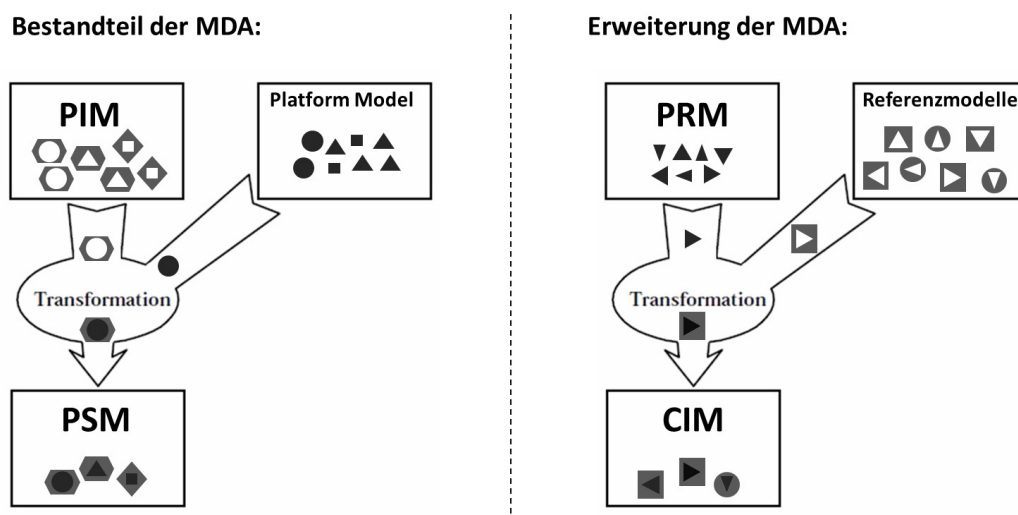 Bestandteil der MDA:
PIM
Platform Model
Transformation
PSM
Erweiterung der MDA:
PRM
Referenzmodelle
Transformation
CIM